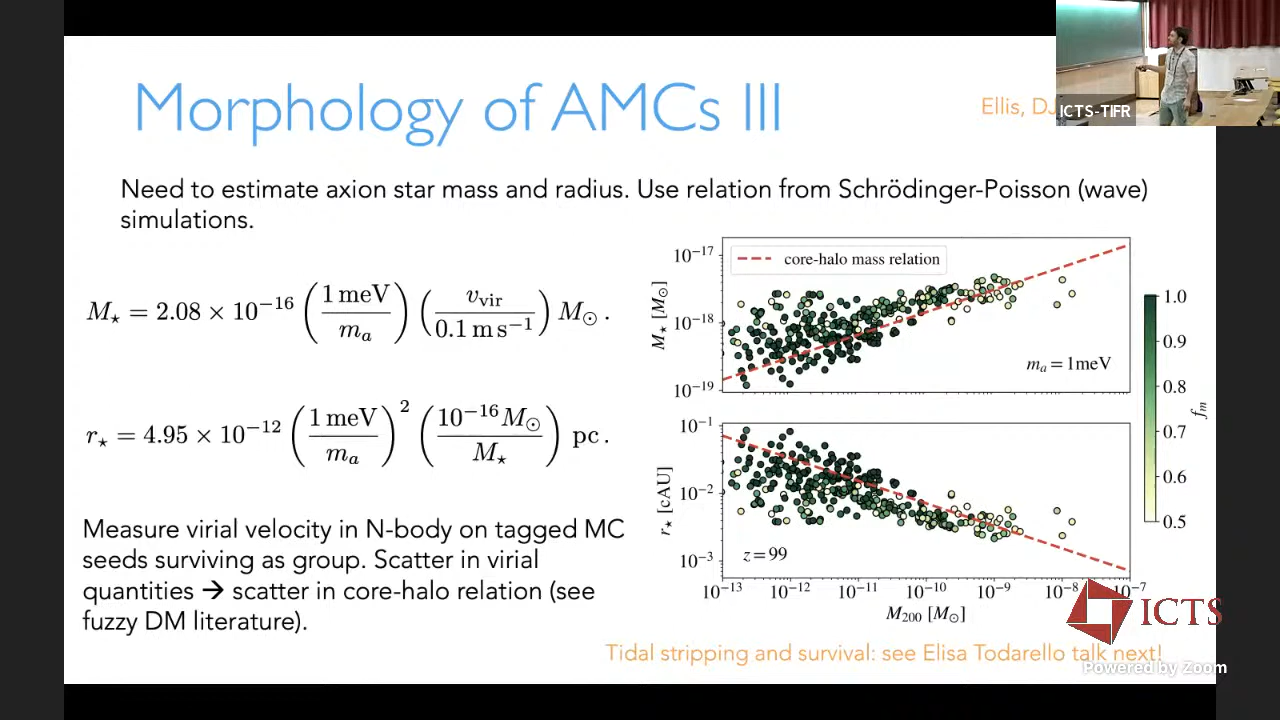 Morphology of AMCs III
Ellis, DJ
ICTS-TIFR
Need to estimate axion star mass and radius. Use relation from Schrödinger-Poisson (wave)
simulations.
M⋆ = 2.08 × 10⁻¹⁶ (1 meV / mₐ) (v_vir / 0.1 m s⁻¹) M⊙ .
r⋆ = 4.95 × 10⁻¹² (1 meV / mₐ)² (10⁻¹⁶ M⊙ / M⋆) pc .
Measure virial velocity in N-body on tagged MC
seeds surviving as group. Scatter in virial
quantities → scatter in core-halo relation (see
fuzzy DM literature).
core-halo mass relation
M⋆ [M⊙]
10⁻¹⁷
10⁻¹⁸
10⁻¹⁹
mₐ = 1meV
r⋆ [cAU]
10⁻¹
10⁻²
10⁻³
z = 99
10⁻¹³ 10⁻¹² 10⁻¹¹ 10⁻¹⁰ 10⁻⁹ 10⁻⁸ 10⁻⁷
M₂₀₀ [M⊙]
1.0
0.9
0.8
0.7
0.6
0.5
fₘ
ICTS
Tidal stripping and survival: see Elisa Todarello talk next!
Powered by Zoom